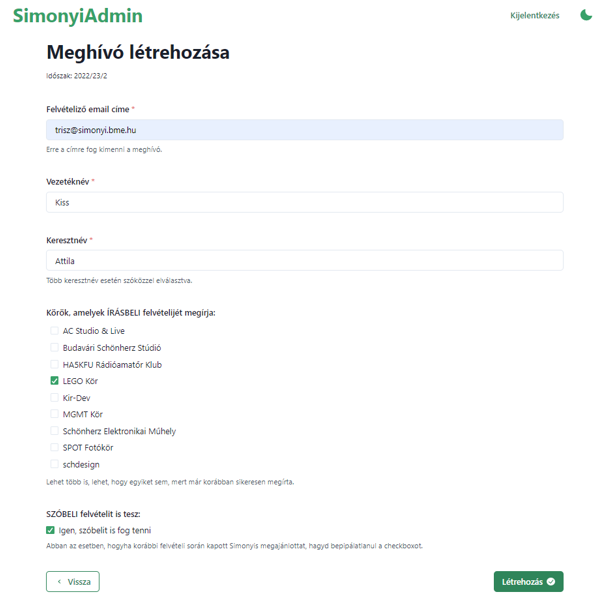 SimonyiAdmin
Kijelentkezés
Meghívó létrehozása
Időszak: 2022/23/2
Felvételiző email címe *
trisz@simonyi.bme.hu
Erre a címre fog kimenni a meghívó.
Vezetéknév *
Kiss
Keresztnév *
Attila
Több keresztnév esetén szóközzel elválasztva.
Körök, amelyek ÍRÁSBELI felvételijét megírja:
AC Studio & Live
Budavári Schönherz Stúdió
HA5KFU Rádióamatőr Klub
LEGO Kör
Kir-Dev
MGMT Kör
Schönherz Elektronikai Műhely
SPOT Fotókör
schdesign
Lehet több is, lehet, hogy egyiket sem, mert már korábban sikeresen megírta.
SZÓBELI felvételit is tesz:
Igen, szóbelit is fog tenni
Abban az esetben, hogyha korábbi felvételi során kapott Simonyis megajánlottat, hagyd bepipálatlanul a checkboxot.
Vissza
Létrehozás